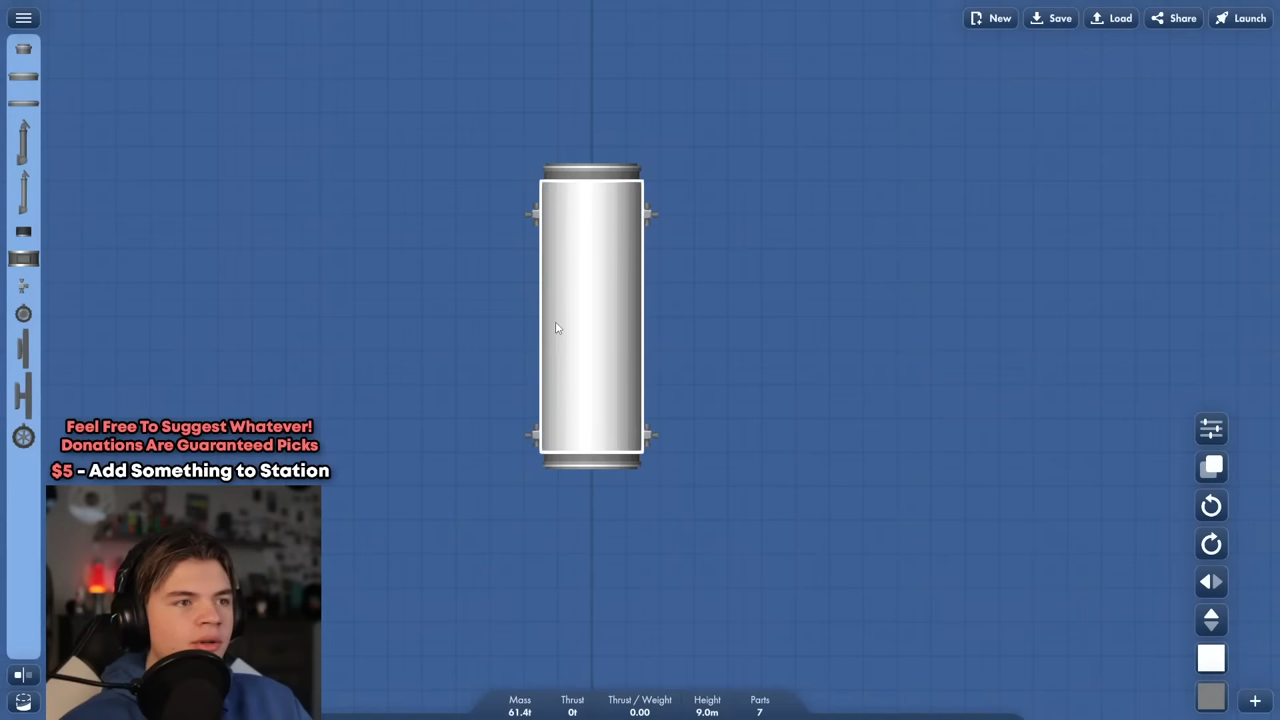 New
Save
Load
Share
Launch
Feel Free To Suggest Whatever!
Donations Are Guaranteed Picks
$5 - Add Something to Station
Mass
61.4t
Thrust
0t
Thrust / Weight
0.00
Height
9.0m
Parts
7